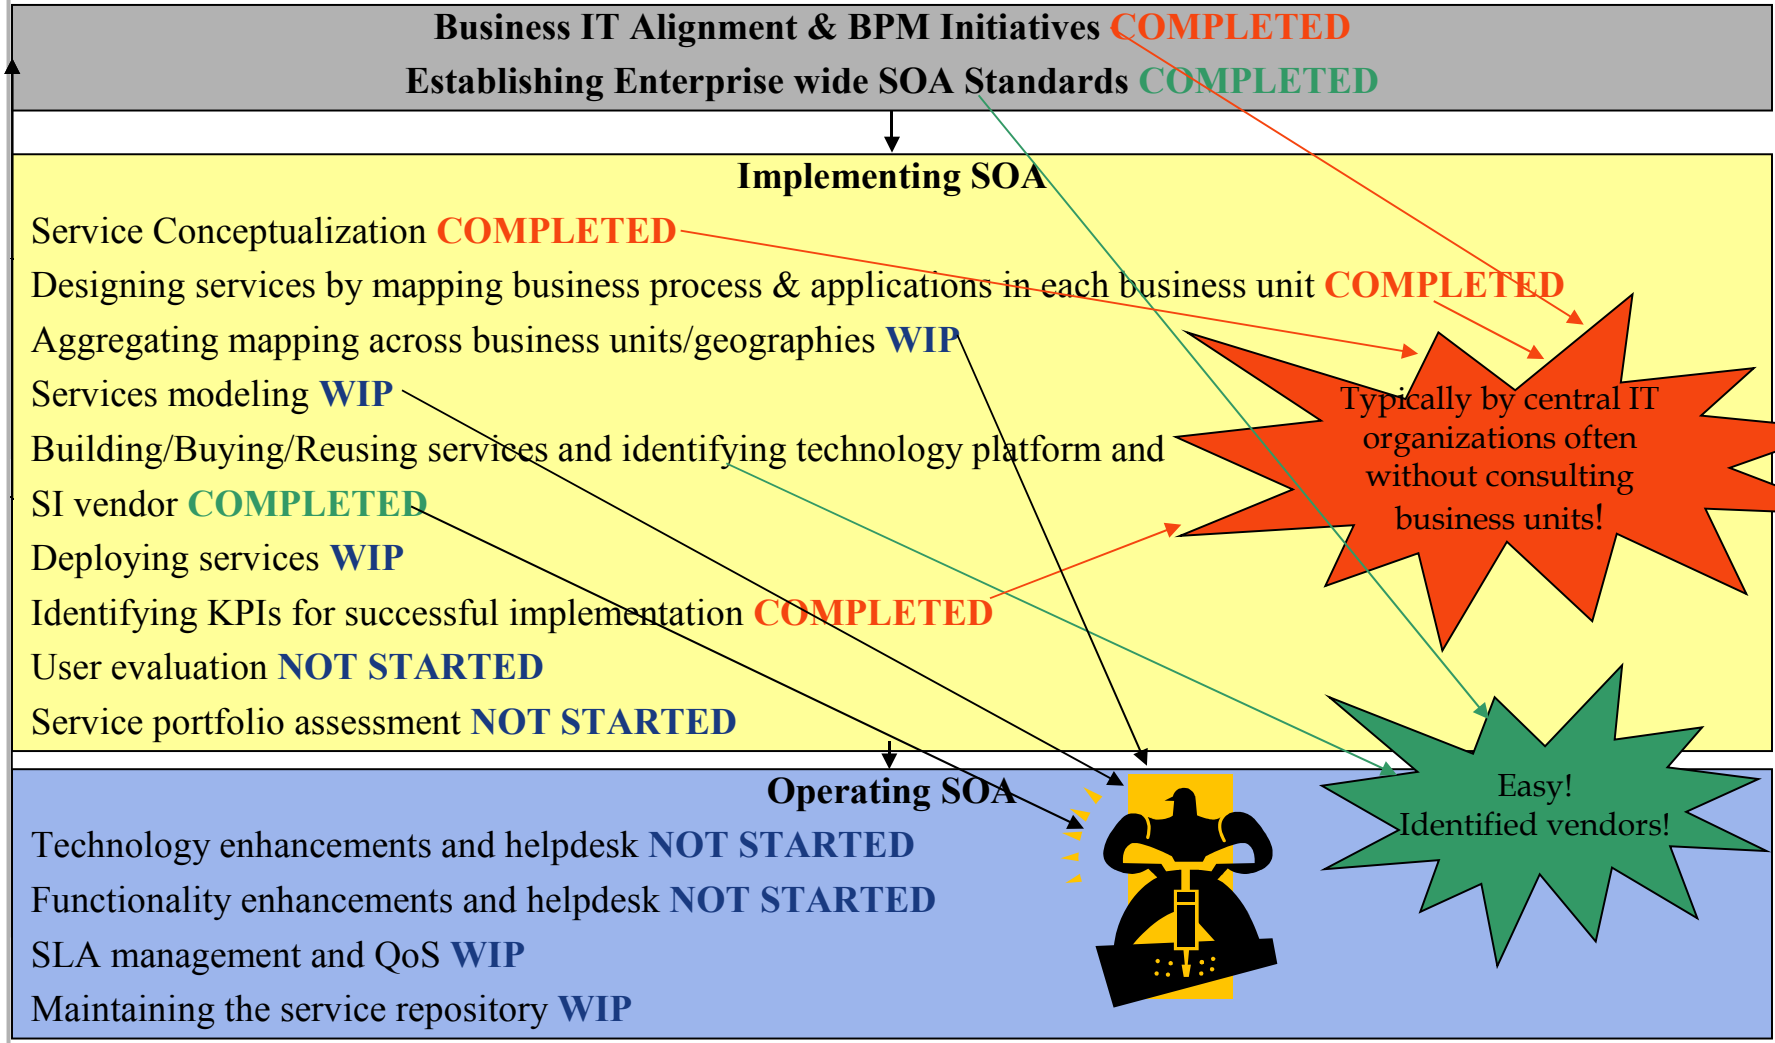 Business IT Alignment & BPM Initiatives COMPLETED
Establishing Enterprise wide SOA Standards COMPLETED
Implementing SOA
Service Conceptualization COMPLETED
Designing services by mapping business process & applications in each business unit COMPLETED
Aggregating mapping across business units/geographies WIP
Services modeling WIP
Building/Buying/Reusing services and identifying technology platform and
SI vendor COMPLETED
Deploying services WIP
Identifying KPIs for successful implementation COMPLETED
User evaluation NOT STARTED
Service portfolio assessment NOT STARTED
Typically by central IT
organizations often
without consulting
business units!
Operating SOA
Technology enhancements and helpdesk NOT STARTED
Functionality enhancements and helpdesk NOT STARTED
SLA management and QoS WIP
Maintaining the service repository WIP
Easy!
Identified vendors!